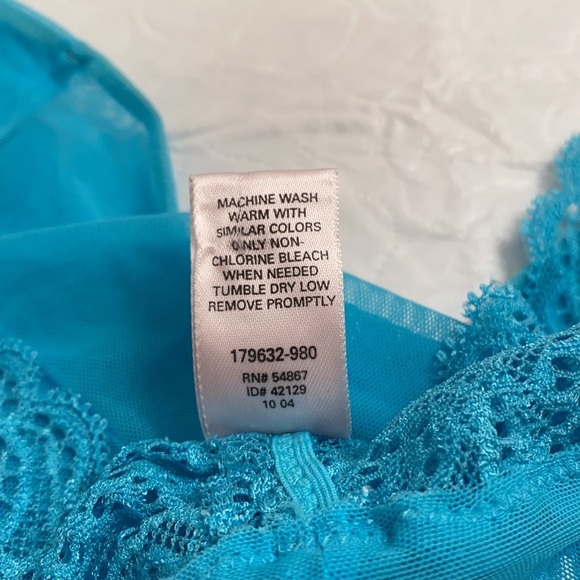 MACHINE WASH
WARM WITH
SIMILAR COLORS
ONLY NON-
CHLORINE BLEACH
WHEN NEEDED
TUMBLE DRY LOW
REMOVE PROMPTLY
179632-980
RN# 54867
ID# 42129
10 04